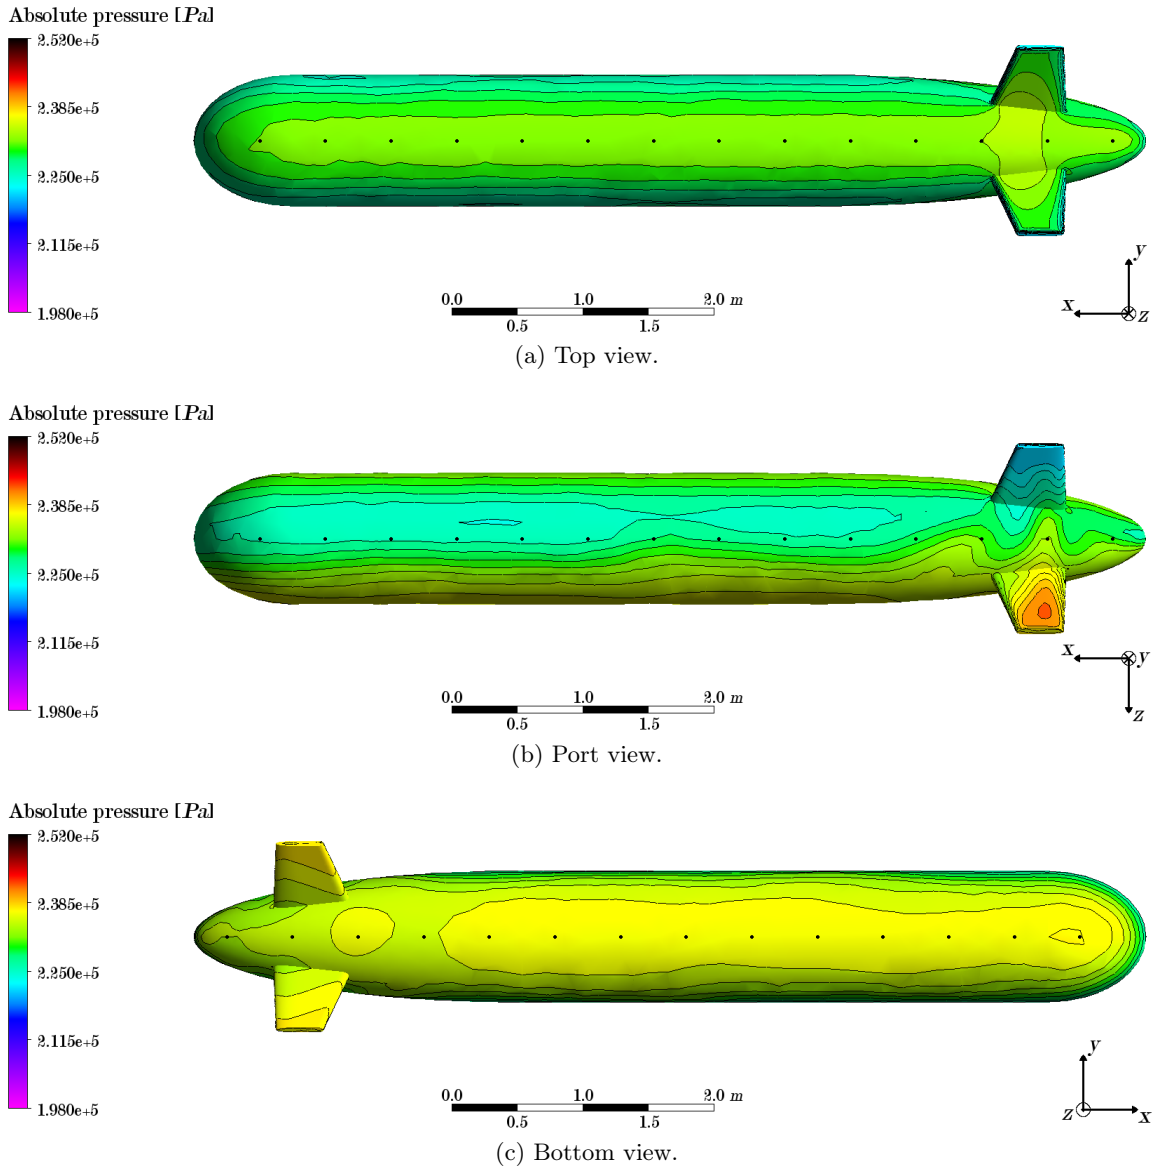 Absolute pressure [Pa]
2.520e+5
2.385e+5
2.250e+5
2.115e+5
1.980e+5
y
x
z
0.0 1.0 2.0 m
0.5 1.5
(a) Top view.
Absolute pressure [Pa]
2.520e+5
2.385e+5
2.250e+5
2.115e+5
1.980e+5
x
y
z
0.0 1.0 2.0 m
0.5 1.5
(b) Port view.
Absolute pressure [Pa]
2.520e+5
2.385e+5
2.250e+5
2.115e+5
1.980e+5
y
z
x
0.0 1.0 2.0 m
0.5 1.5
(c) Bottom view.